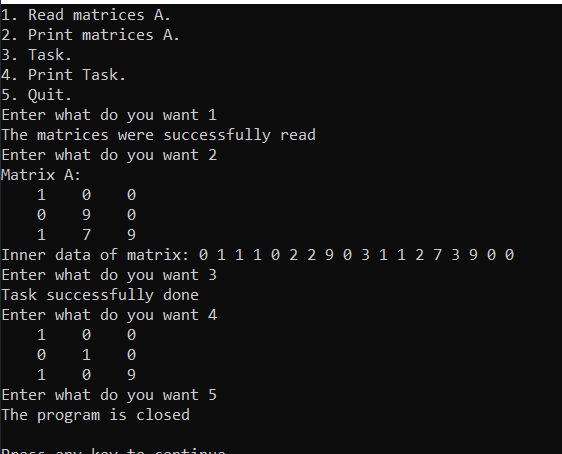 1. Read matrices A.
2. Print matrices A.
3. Task.
4. Print Task.
5. Quit.
Enter what do you want 1
The matrices were successfully read
Enter what do you want 2
Matrix A:
1 0 0
0 9 0
1 7 9
Inner data of matrix: 0 1 1 1 0 2 2 9 0 3 1 1 2 7 3 9 0 0
Enter what do you want 3
Task successfully done
Enter what do you want 4
1 0 0
0 1 0
1 0 9
Enter what do you want 5
The program is closed
Press any key to continue